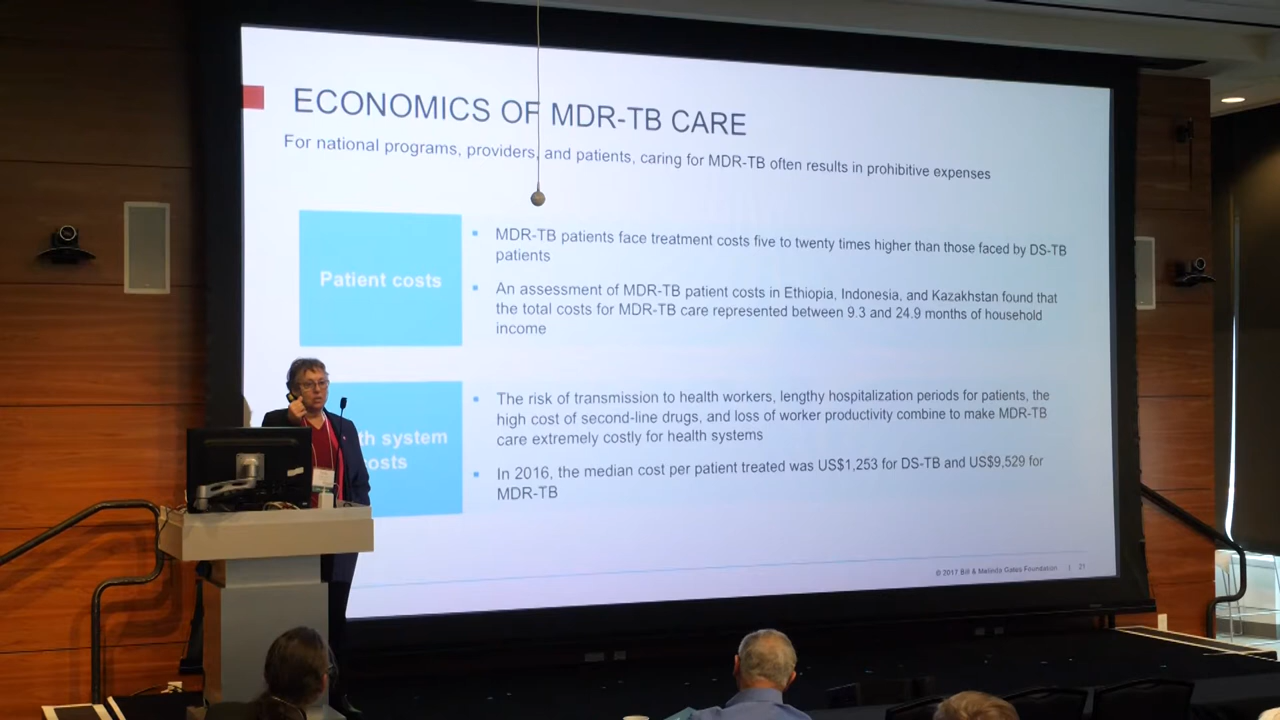 ECONOMICS OF MDR-TB CARE
For national programs, providers, and patients, caring for MDR-TB often results in prohibitive expenses
Patient costs
MDR-TB patients face treatment costs five to twenty times higher than those faced by DS-TB
patients
An assessment of MDR-TB patient costs in Ethiopia, Indonesia, and Kazakhstan found that
the total costs for MDR-TB care represented between 9.3 and 24.9 months of household
income
th system
costs
The risk of transmission to health workers, lengthy hospitalization periods for patients, the
high cost of second-line drugs, and loss of worker productivity combine to make MDR-TB
care extremely costly for health systems
In 2016, the median cost per patient treated was US$1,253 for DS-TB and US$9,529 for
MDR-TB
© 2017 Bill & Melinda Gates Foundation | 21